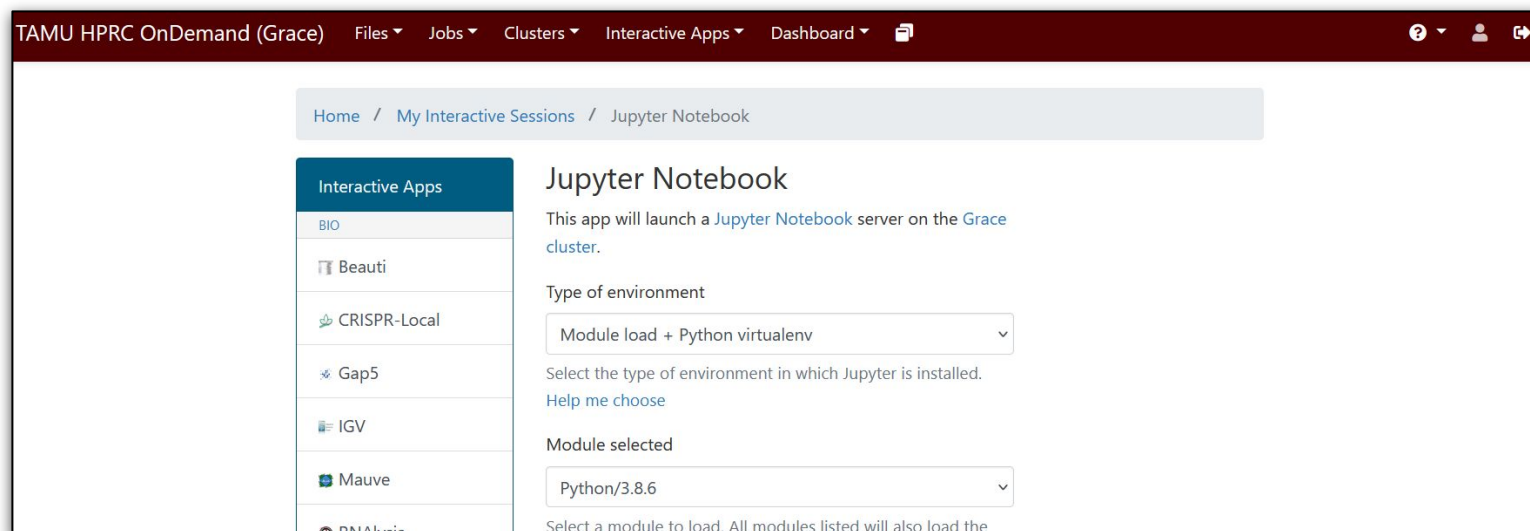 TAMU HPRC OnDemand (Grace) Files Jobs Clusters Interactive Apps Dashboard
Home / My Interactive Sessions / Jupyter Notebook
Interactive Apps
BIO
Beauti
CRISPR-Local
Gap5
IGV
Mauve
Jupyter Notebook
This app will launch a Jupyter Notebook server on the Grace
cluster.
Type of environment
Module load + Python virtualenv
Select the type of environment in which Jupyter is installed.
Help me choose
Module selected
Python/3.8.6
Select a module to load. All modules listed will also load the